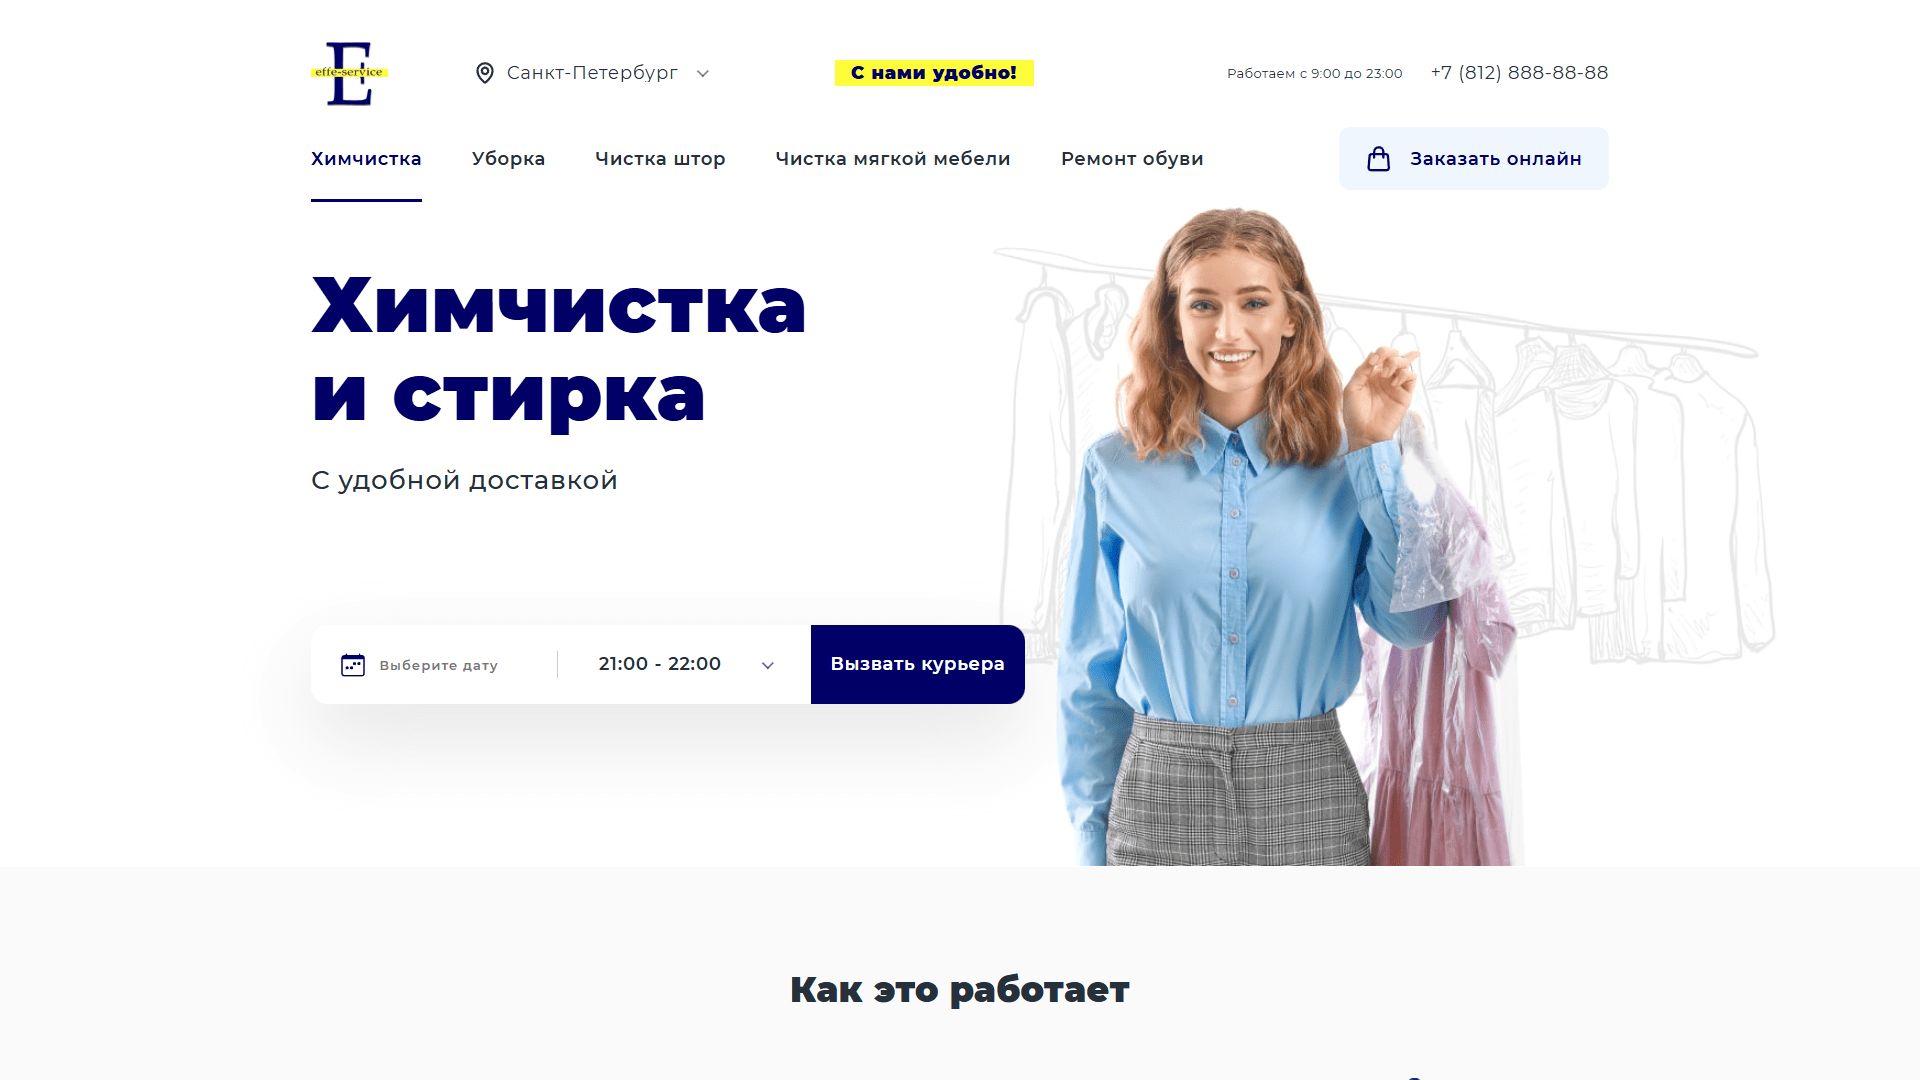 E
effe-service
Санкт-Петербург
С нами удобно!
Работаем с 9:00 до 23:00
+7 (812) 888-88-88
Химчистка
Уборка
Чистка штор
Чистка мягкой мебели
Ремонт обуви
Заказать онлайн
Химчистка
и стирка
С удобной доставкой
Выберите дату
21:00 - 22:00
Вызвать курьера
Как это работает